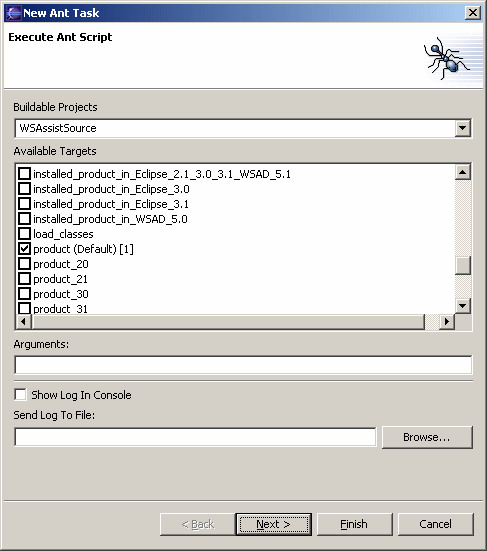 New Ant Task
Execute Ant Script
Buildable Projects
WSAssistSource
Available Targets
installed_product_in_Eclipse_2.1_3.0_3.1_WSAD_5.1
installed_product_in_Eclipse_3.0
installed_product_in_Eclipse_3.1
installed_product_in_WSAD_5.0
load_classes
product (Default) [1]
product_20
product_21
product_30
product_31
Arguments:
Show Log In Console
Send Log To File:
Browse...
< Back
Next >
Finish
Cancel